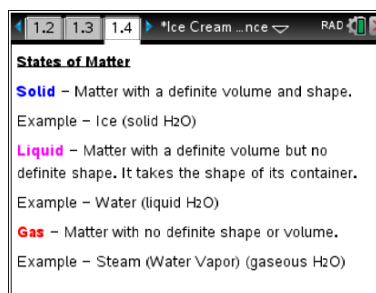 1.2 1.3 1.4 *Ice Cream ...nce RAD
States of Matter
Solid – Matter with a definite volume and shape.
Example – Ice (solid H2O)
Liquid – Matter with a definite volume but no
definite shape. It takes the shape of its container.
Example – Water (liquid H2O)
Gas – Matter with no definite shape or volume.
Example – Steam (Water Vapor) (gaseous H2O)